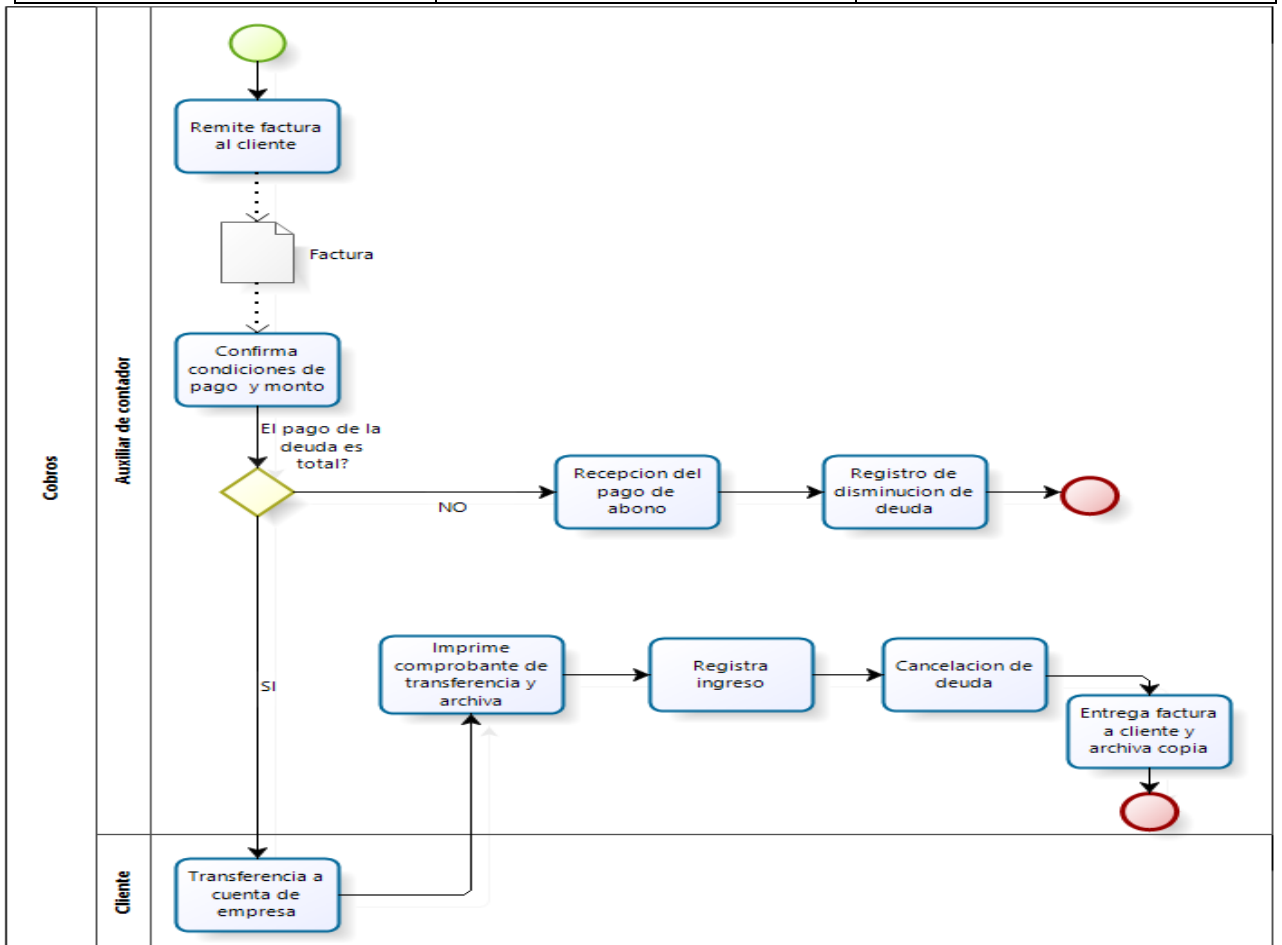 Cobros
Auxiliar de contador
Remite factura
al cliente
Factura
Confirma
condiciones de
pago y monto
El pago de la
deuda es
total?
NO
Recepcion del
pago de
abono
Registro de
disminucion de
deuda
SI
Imprime
comprobante de
transferencia y
archiva
Registra
ingreso
Cancelacion de
deuda
Entrega factura
a cliente y
archiva copia
Cliente
Transferencia a
cuenta de
empresa